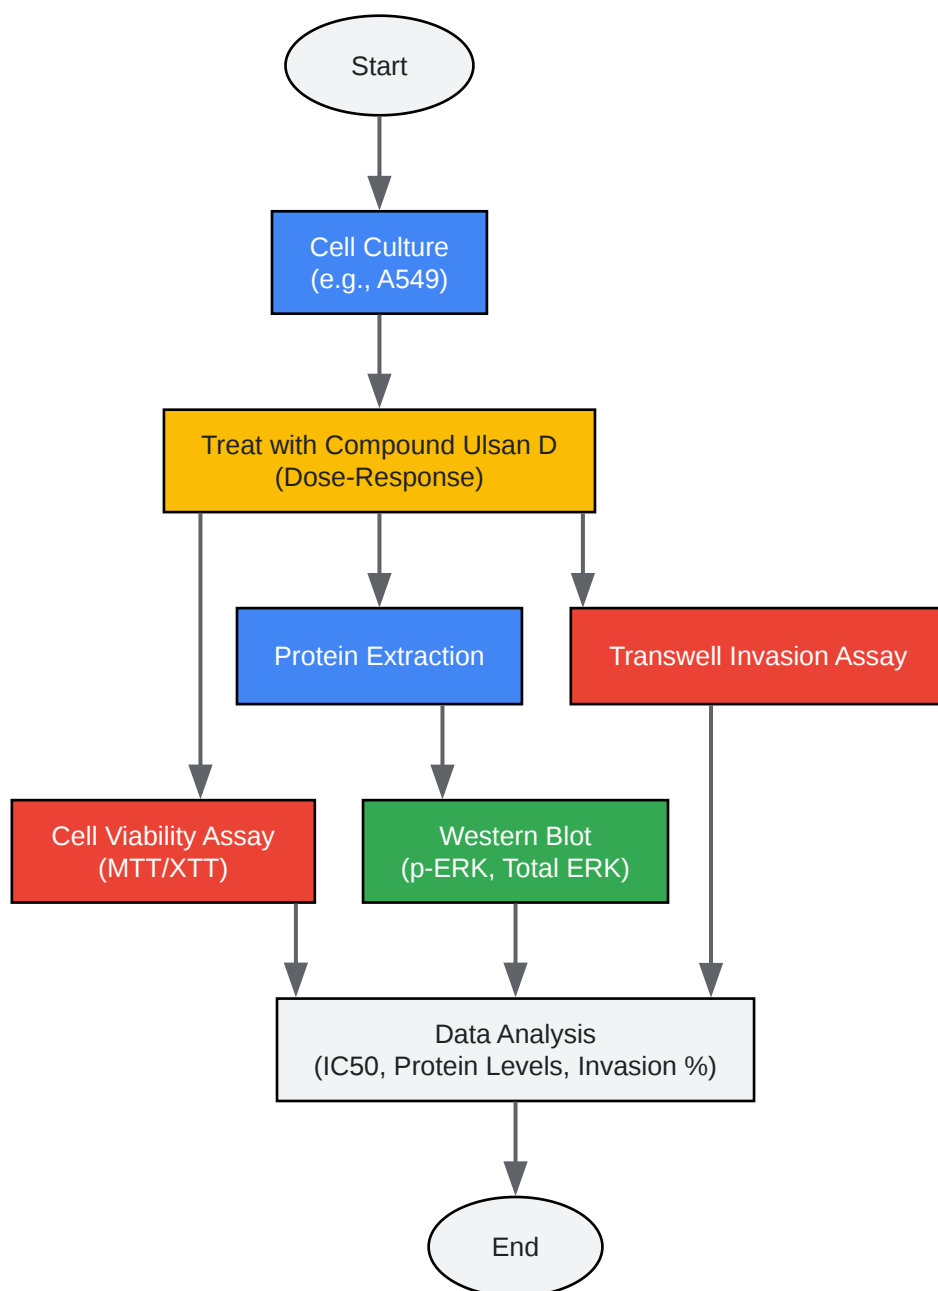 Start
Cell Culture
(e.g., A549)
Treat with Compound Ulsan D
(Dose-Response)
Protein Extraction
Transwell Invasion Assay
Cell Viability Assay
(MTT/XTT)
Western Blot
(p-ERK, Total ERK)
Data Analysis
(IC50, Protein Levels, Invasion %)
End